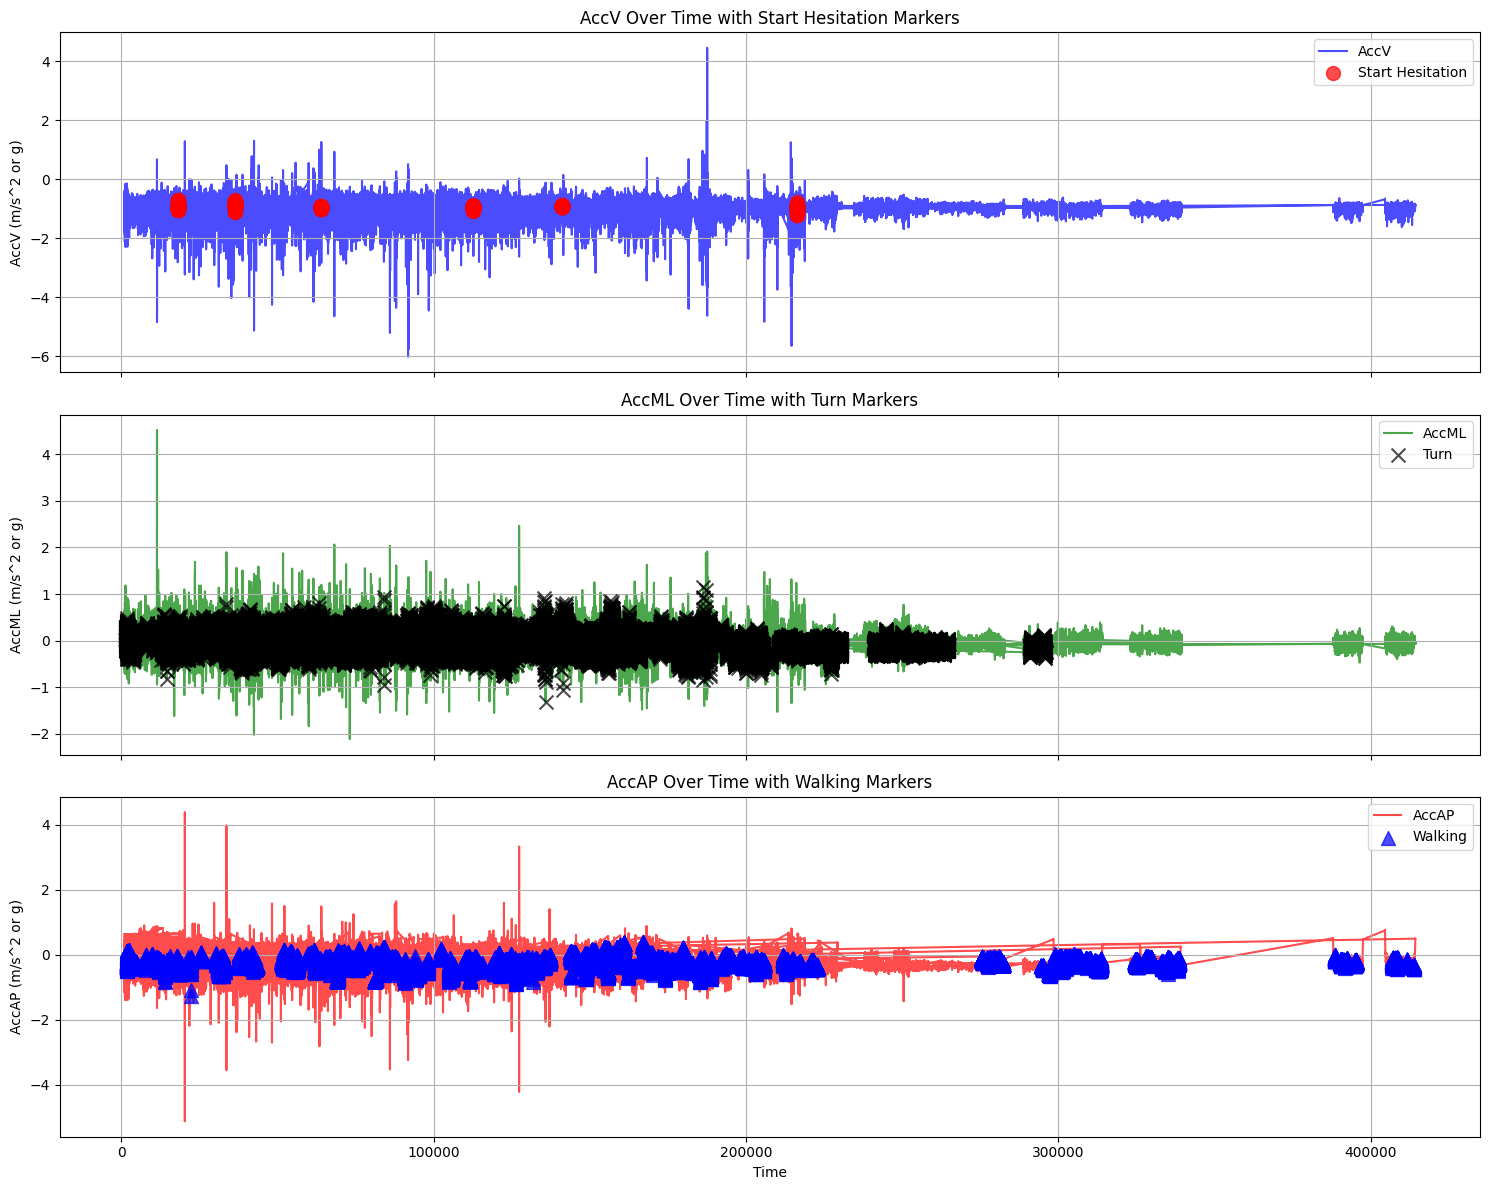 AccV Over Time with Start Hesitation Markers
AccV (m/s^2 or g)
4
2
0
−2
−4
−6
AccV
Start Hesitation
AccML Over Time with Turn Markers
AccML (m/s^2 or g)
4
3
2
1
0
−1
−2
AccML
Turn
AccAP Over Time with Walking Markers
AccAP (m/s^2 or g)
4
2
0
−2
−4
AccAP
Walking
0
100000
200000
300000
400000
Time